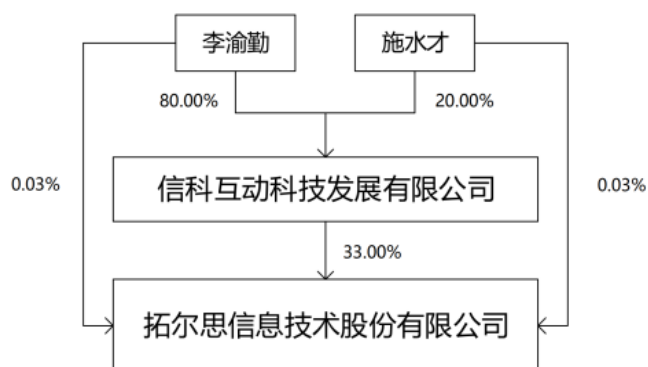 李渝勤
施水才
80.00%
20.00%
0.03%
信科互动科技发展有限公司
0.03%
33.00%
拓尔思信息技术股份有限公司